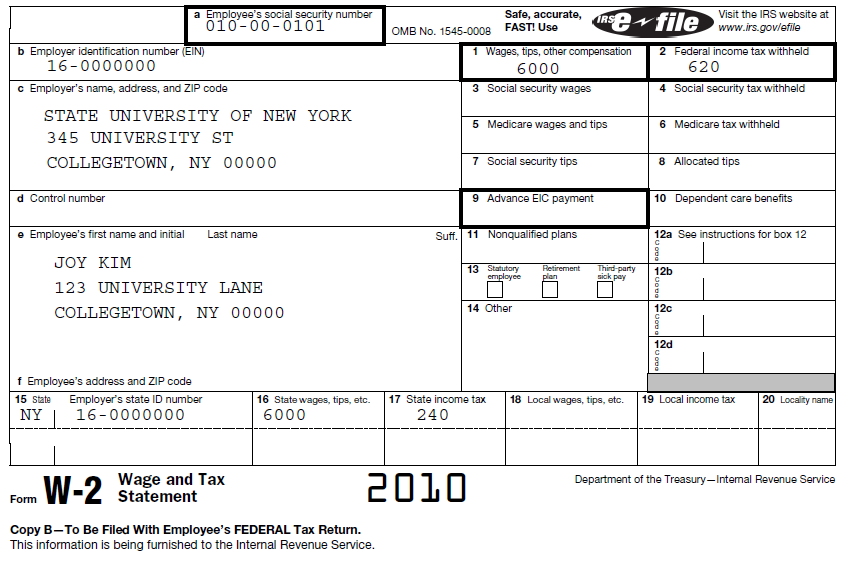 a Employee's social security number
010-00-0101
OMB No. 1545-0008
Safe, accurate,
FAST! Use
IRS e file
Visit the IRS website at
www.irs.gov/efile
b Employer identification number (EIN)
16-0000000
1 Wages, tips, other compensation
6000
2 Federal income tax withheld
620
c Employer's name, address, and ZIP code
STATE UNIVERSITY OF NEW YORK
345 UNIVERSITY ST
COLLEGETOWN, NY 00000
3 Social security wages
4 Social security tax withheld
5 Medicare wages and tips
6 Medicare tax withheld
7 Social security tips
8 Allocated tips
d Control number
9 Advance EIC payment
10 Dependent care benefits
e Employee's first name and initial Last name Suff.
JOY KIM
123 UNIVERSITY LANE
COLLEGETOWN, NY 00000
11 Nonqualified plans
12a See instructions for box 12
Code
13 Statutory employee Retirement plan Third-party sick pay
12b
Code
14 Other
12c
Code
12d
Code
f Employee's address and ZIP code
15 State Employer's state ID number 16 State wages, tips, etc. 17 State income tax 18 Local wages, tips, etc. 19 Local income tax 20 Locality name
NY 16-0000000 6000 240
Form W-2 Wage and Tax Statement 2010 Department of the Treasury—Internal Revenue Service
Copy B—To Be Filed With Employee's FEDERAL Tax Return.
This information is being furnished to the Internal Revenue Service.